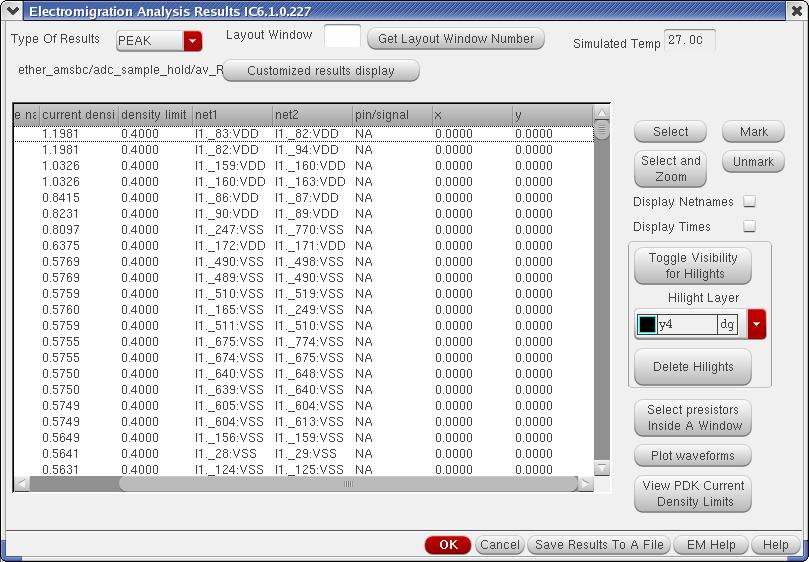 Electromigration Analysis Results IC6.1.0.227
Type Of Results PEAK Layout Window Get Layout Window Number Simulated Temp 27.0c
ether_amsbc/adc_sample_hold/av_R Customized results display
e na current densi density limit net1 net2 pin/signal x y
1.1981 0.4000 I1._83:VDD I1._82:VDD NA 0.0000 0.0000
1.1981 0.4000 I1._82:VDD I1._94:VDD NA 0.0000 0.0000
1.0326 0.4000 I1._159:VDD I1._160:VDD NA 0.0000 0.0000
1.0326 0.4000 I1._160:VDD I1._163:VDD NA 0.0000 0.0000
0.8415 0.4000 I1._86:VDD I1._87:VDD NA 0.0000 0.0000
0.8231 0.4000 I1._90:VDD I1._89:VDD NA 0.0000 0.0000
0.8097 0.4000 I1._247:VSS I1._770:VSS NA 0.0000 0.0000
0.6375 0.4000 I1._172:VDD I1._171:VDD NA 0.0000 0.0000
0.5769 0.4000 I1._490:VSS I1._498:VSS NA 0.0000 0.0000
0.5769 0.4000 I1._489:VSS I1._490:VSS NA 0.0000 0.0000
0.5759 0.4000 I1._510:VSS I1._519:VSS NA 0.0000 0.0000
0.5760 0.4000 I1._165:VSS I1._249:VSS NA 0.0000 0.0000
0.5759 0.4000 I1._511:VSS I1._510:VSS NA 0.0000 0.0000
0.5755 0.4000 I1._675:VSS I1._774:VSS NA 0.0000 0.0000
0.5755 0.4000 I1._674:VSS I1._675:VSS NA 0.0000 0.0000
0.5750 0.4000 I1._640:VSS I1._648:VSS NA 0.0000 0.0000
0.5750 0.4000 I1._639:VSS I1._640:VSS NA 0.0000 0.0000
0.5749 0.4000 I1._605:VSS I1._604:VSS NA 0.0000 0.0000
0.5749 0.4000 I1._604:VSS I1._613:VSS NA 0.0000 0.0000
0.5649 0.4000 I1._156:VSS I1._159:VSS NA 0.0000 0.0000
0.5641 0.4000 I1._28:VSS I1._29:VSS NA 0.0000 0.0000
0.5631 0.4000 I1._124:VSS I1._125:VSS NA 0.0000 0.0000
Select Mark
Select and
Zoom
Unmark
Display Netnames
Display Times
Toggle Visibility
for Hilights
Hilight Layer
y4 dg
Delete Hilights
Select presistors
Inside A Window
Plot waveforms
View PDK Current
Density Limits
OK Cancel Save Results To A File EM Help Help